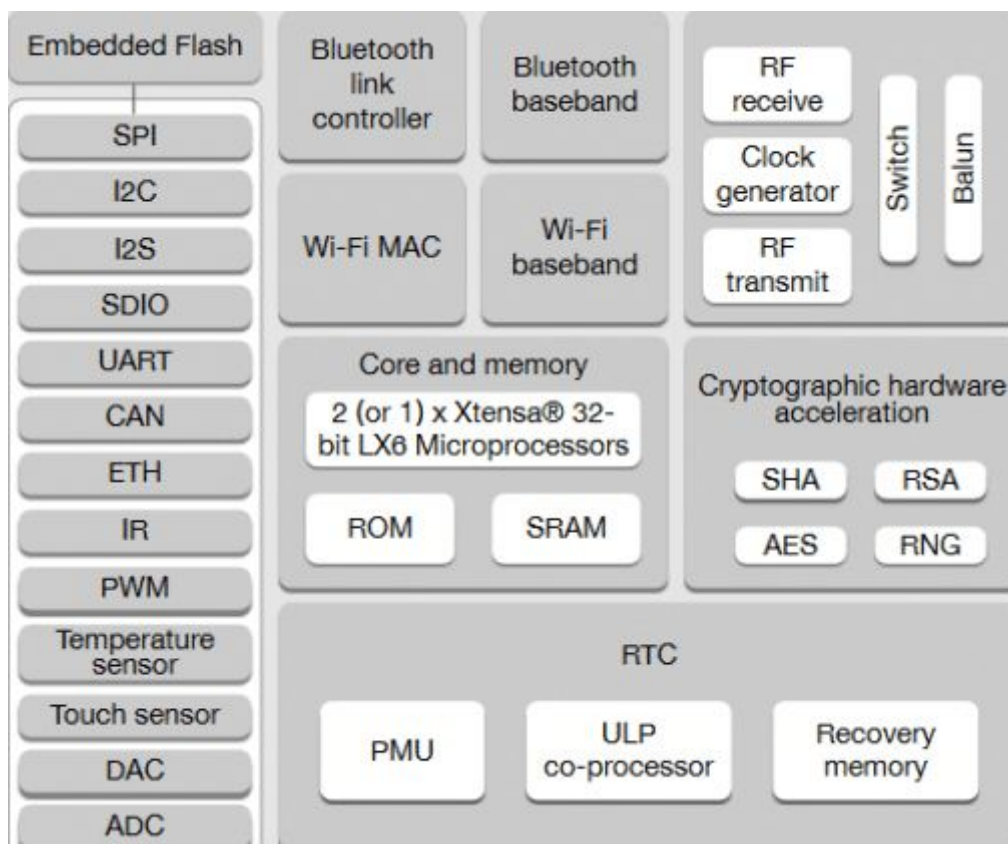 Embedded Flash
SPI
I2C
I2S
SDIO
UART
CAN
ETH
IR
PWM
Temperature
sensor
Touch sensor
DAC
ADC
Bluetooth
link
controller
Bluetooth
baseband
Wi-Fi MAC
Wi-Fi
baseband
RF
receive
Clock
generator
RF
transmit
Switch
Balun
Core and memory
2 (or 1) x Xtensa® 32-
bit LX6 Microprocessors
ROM
SRAM
Cryptographic hardware
acceleration
SHA
RSA
AES
RNG
RTC
PMU
ULP
co-processor
Recovery
memory